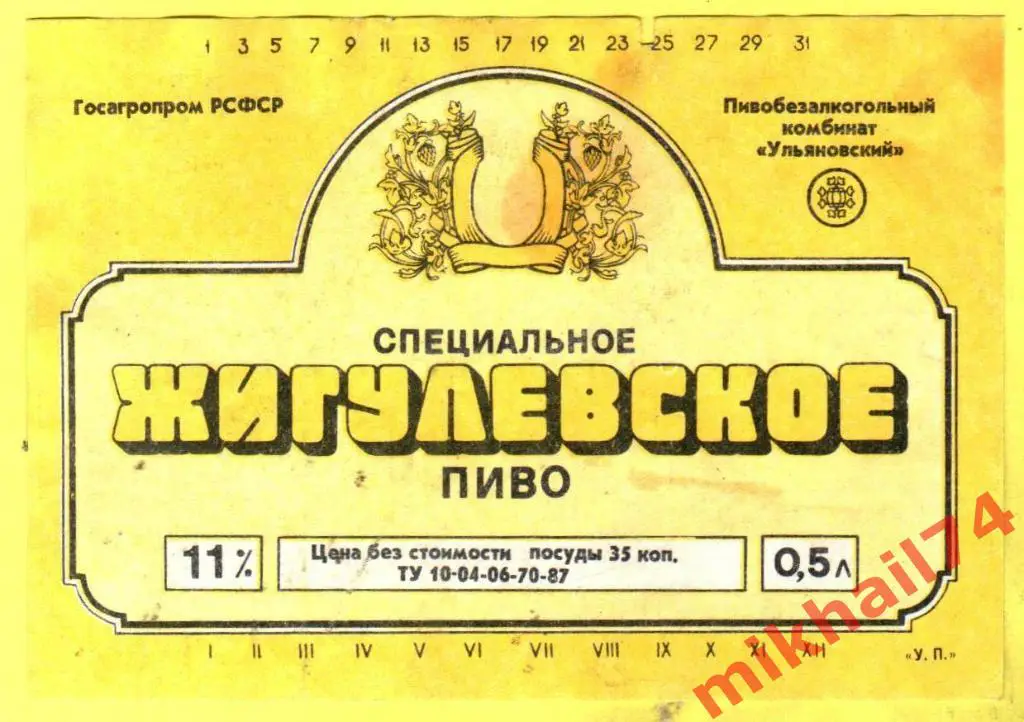 1 3 5 7 9 11 13 15 17 19 21 23 25 27 29 31
Госагропром РСФСР
Пивобезалкогольный
комбинат
«Ульяновский»
СПЕЦИАЛЬНОЕ
ЖИГУЛЕВСКОЕ
ПИВО
11%
Цена без стоимости посуды 35 коп.
ТУ 10-04-06-70-87
0,5 л
I II III IV V VI VII VIII IX X XI XII
«У. П.»
mikhail74